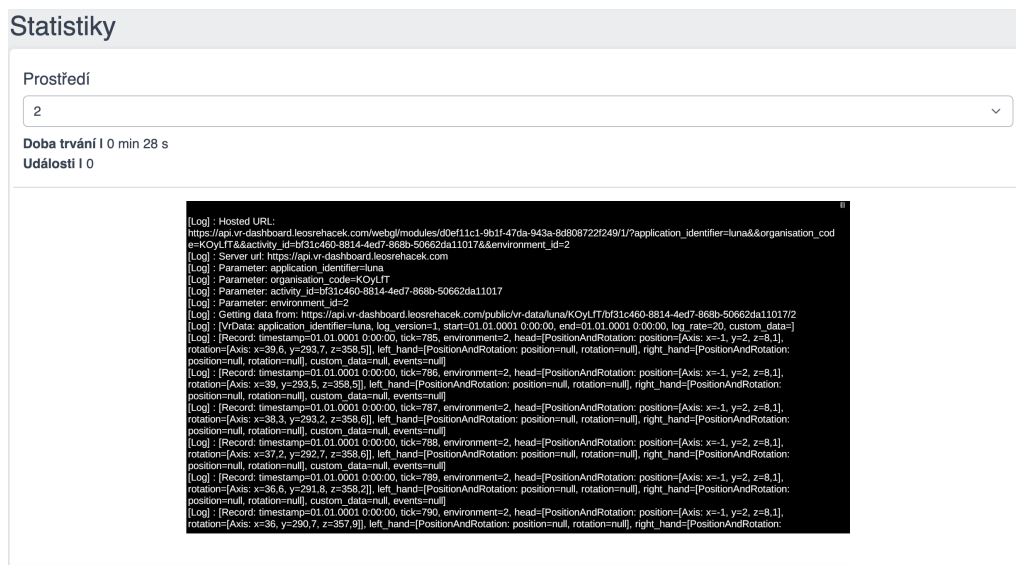 Statistiky
Prostředí
2
Doba trvání I 0 min 28 s
Události I 0
[Log] : Hosted URL:
https://api.vr-dashboard.leosrehacek.com/webgl/modules/d0ef11c1-9b1f-47da-943a-8d808722f249/1/?application_identifier=luna&&organisation_cod
e=KOyLfT&&activity_id=bf31c460-8814-4ed7-868b-50662da11017&&environment_id=2
[Log] : Server url: https://api.vr-dashboard.leosrehacek.com
[Log] : Parameter: application_identifier=luna
[Log] : Parameter: organisation_code=KOyLfT
[Log] : Parameter: activity_id=bf31c460-8814-4ed7-868b-50662da11017
[Log] : Parameter: environment_id=2
[Log] : Getting data from: https://api.vr-dashboard.leosrehacek.com/public/vr-data/luna/KOyLfT/bf31c460-8814-4ed7-868b-50662da11017/2
[Log] : [VrData: application_identifier=luna, log_version=1, start=01.01.0001 0:00:00, end=01.01.0001 0:00:00, log_rate=20, custom_data=]
[Log] : [Record: timestamp=01.01.0001 0:00:00, tick=785, environment=2, head=[PositionAndRotation: position=[Axis: x=-1, y=2, z=8,1],
rotation=[Axis: x=39,6, y=293,7, z=358,5]], left_hand=[PositionAndRotation: position=null, rotation=null], right_hand=[PositionAndRotation:
position=null, rotation=null], custom_data=null, events=null]
[Log] : [Record: timestamp=01.01.0001 0:00:00, tick=786, environment=2, head=[PositionAndRotation: position=[Axis: x=-1, y=2, z=8,1],
rotation=[Axis: x=39, y=293,5, z=358,5]], left_hand=[PositionAndRotation: position=null, rotation=null], right_hand=[PositionAndRotation:
position=null, rotation=null], custom_data=null, events=null]
[Log] : [Record: timestamp=01.01.0001 0:00:00, tick=787, environment=2, head=[PositionAndRotation: position=[Axis: x=-1, y=2, z=8,1],
rotation=[Axis: x=38,3, y=293,2, z=358,6]], left_hand=[PositionAndRotation: position=null, rotation=null], right_hand=[PositionAndRotation:
position=null, rotation=null], custom_data=null, events=null]
[Log] : [Record: timestamp=01.01.0001 0:00:00, tick=788, environment=2, head=[PositionAndRotation: position=[Axis: x=-1, y=2, z=8,1],
rotation=[Axis: x=37,2, y=292,7, z=358,6]], left_hand=[PositionAndRotation: position=null, rotation=null], right_hand=[PositionAndRotation:
position=null, rotation=null], custom_data=null, events=null]
[Log] : [Record: timestamp=01.01.0001 0:00:00, tick=789, environment=2, head=[PositionAndRotation: position=[Axis: x=-1, y=2, z=8,1],
rotation=[Axis: x=36,6, y=291,8, z=358,2]], left_hand=[PositionAndRotation: position=null, rotation=null], right_hand=[PositionAndRotation:
position=null, rotation=null], custom_data=null, events=null]
[Log] : [Record: timestamp=01.01.0001 0:00:00, tick=790, environment=2, head=[PositionAndRotation: position=[Axis: x=-1, y=2, z=8,1],
rotation=[Axis: x=36, y=290,7, z=357,9]], left_hand=[PositionAndRotation: position=null, rotation=null], right_hand=[PositionAndRotation: